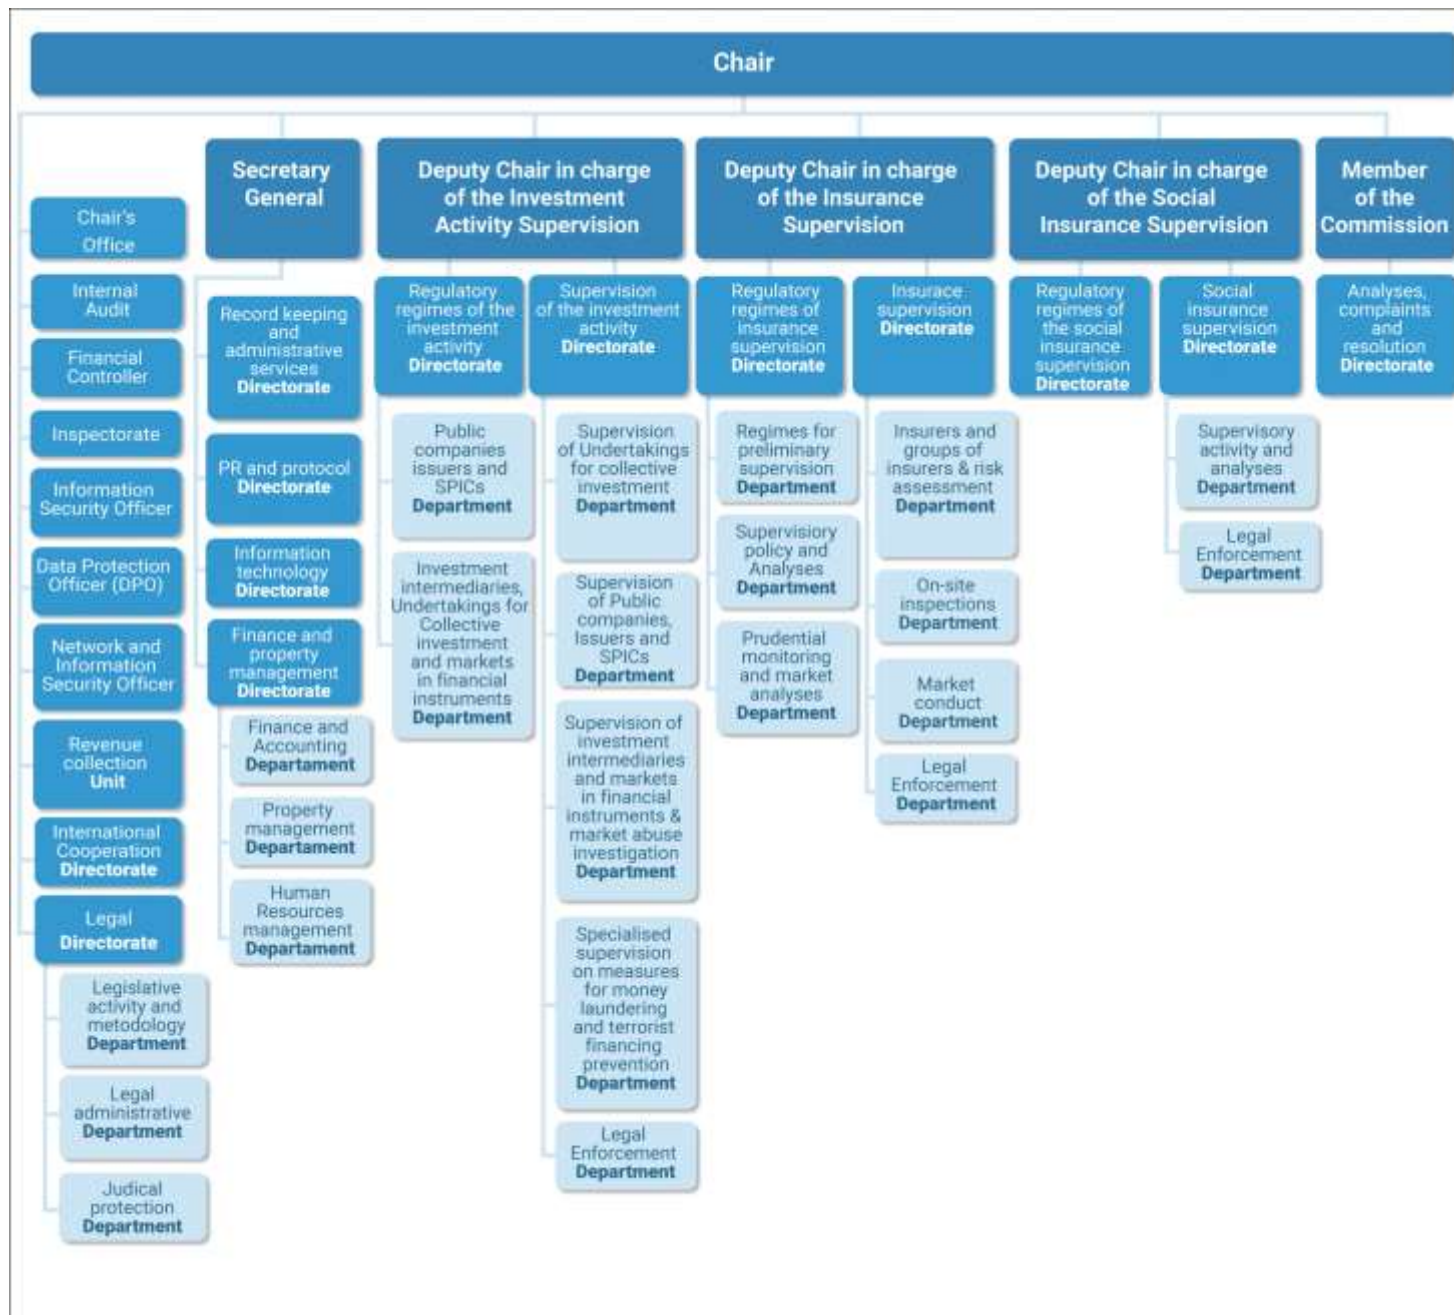 Chair
Chair's
Office
Internal
Audit
Financial
Controller
Inspectorate
Information
Security Officer
Data Protection
Officer (DPO)
Network and
Information
Security Officer
Revenue
collection
Unit
International
Cooperation
Directorate
Legal
Directorate
Legislative
activity and
metodology
Department
Legal
administrative
Department
Judical
protection
Department
Secretary
General
Record keeping
and
administrative
services
Directorate
PR and protocol
Directorate
Information
technology
Directorate
Finance and
property
management
Directorate
Finance and
Accounting
Departament
Property
management
Departament
Human
Resources
management
Departament
Deputy Chair in charge
of the Investment
Activity Supervision
Regulatory
regimes of the
investment
activity
Directorate
Public
companies
issuers and
SPICs
Department
Investment
intermediaries,
Undertakings for
Collective
investment
and markets
in financial
instruments
Department
Supervision
of the investment
activity
Directorate
Supervision
of Undertakings
for collective
investment
Department
Supervision
of Public
companies,
Issuers and
SPICs
Department
Supervision of
investment
intermediaries
and markets
in financial
instruments &
market abuse
investigation
Department
Specialised
supervision
on measures
for money
laundering
and terrorist
financing
prevention
Department
Legal
Enforcement
Department
Deputy Chair in charge
of the Insurance
Supervision
Regulatory
regimes of
insurance
supervision
Directorate
Regimes for
preliminary
supervision
Department
Supervisiory
policy and
Analyses
Department
Prudential
monitoring
and market
analyses
Department
Insurace
supervision
Directorate
Insurers and
groups of
insurers & risk
assessment
Department
On-site
inspections
Department
Market
conduct
Department
Legal
Enforcement
Department
Deputy Chair in charge
of the Social
Insurance Supervision
Regulatory
regimes of
the social
insurance
supervision
Directorate
Social
insurance
supervision
Directorate
Supervisory
activity and
analyses
Department
Legal
Enforcement
Department
Member
of the
Commission
Analyses,
complaints
and
resolution
Directorate